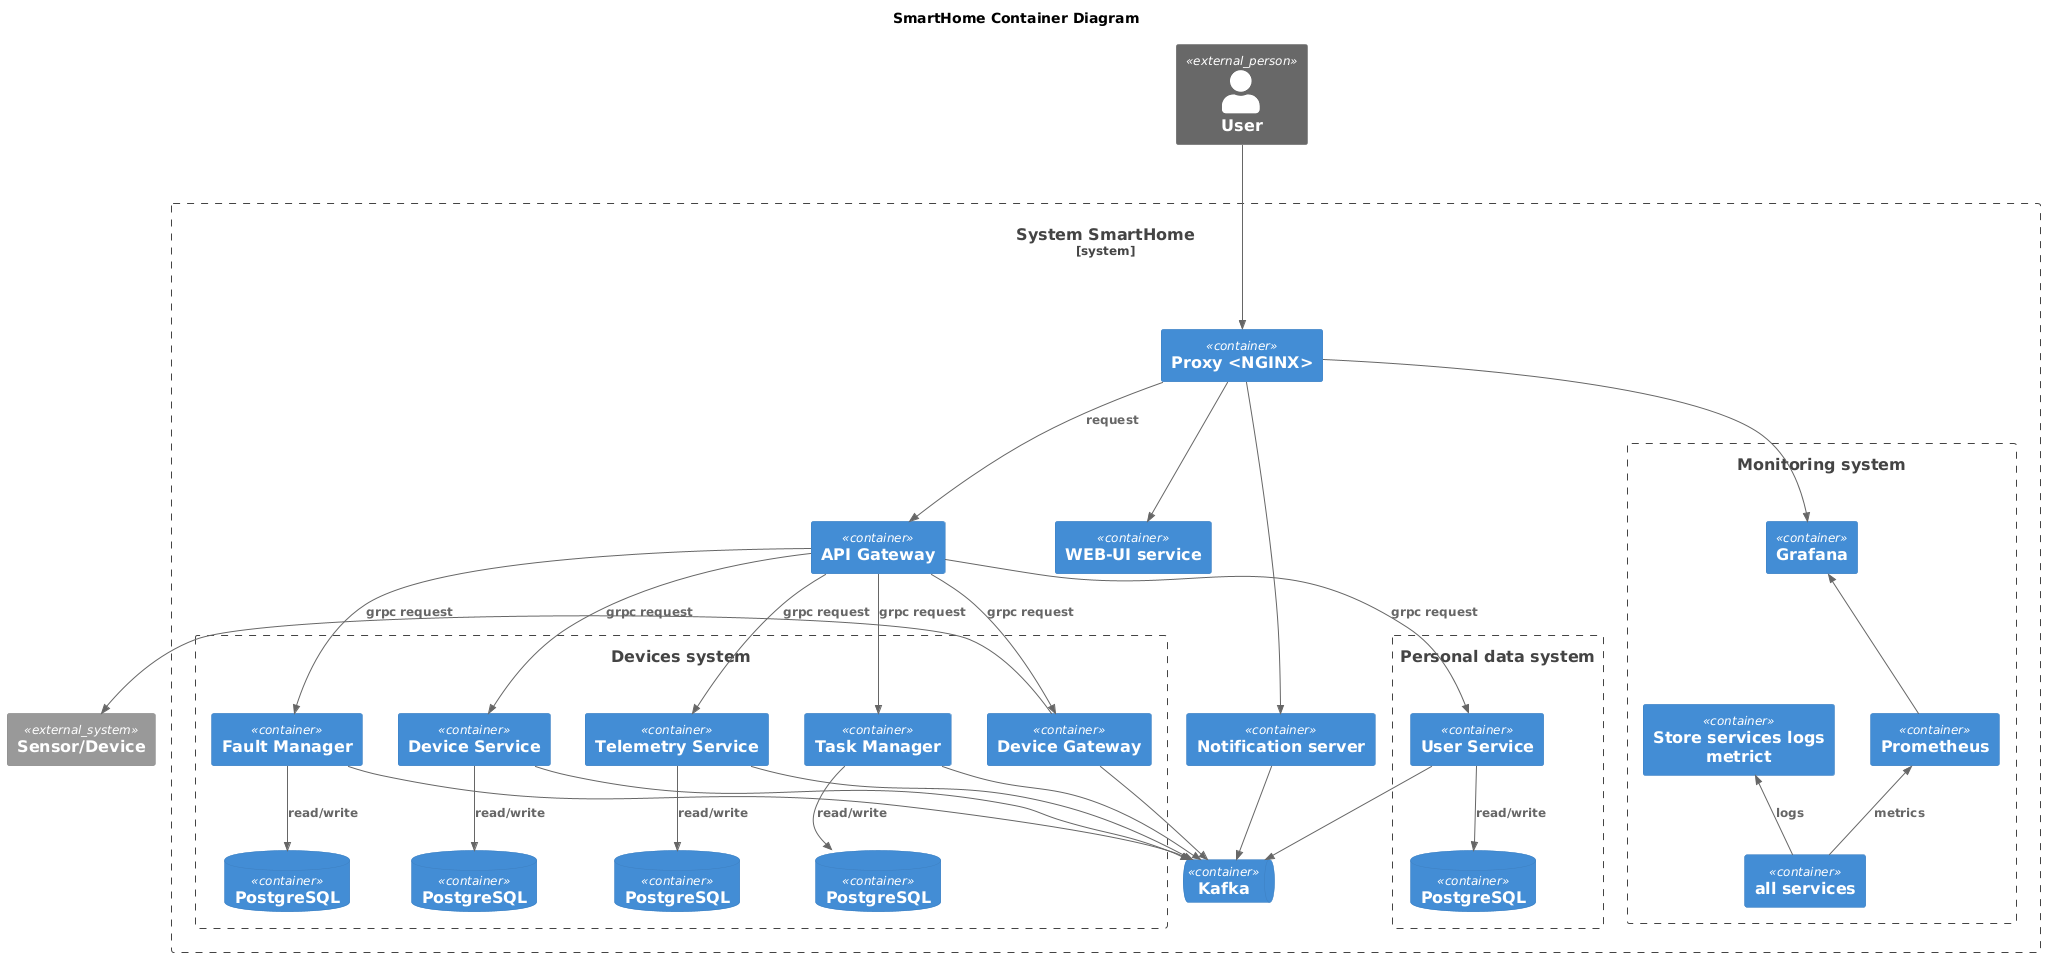 SmartHome Container Diagram
«external_person»
User
System SmartHome
[system]
«container»
Proxy <NGINX>
request
Monitoring system
«container»
API Gateway
«container»
WEB-UI service
«container»
Grafana
grpc request
grpc request
grpc request
grpc request
grpc request
grpc request
Devices system
Personal data system
«external_system»
Sensor/Device
«container»
Fault Manager
«container»
Device Service
«container»
Telemetry Service
«container»
Task Manager
«container»
Device Gateway
«container»
Notification server
«container»
User Service
«container»
Store services logs
metrict
«container»
Prometheus
read/write
read/write
read/write
read/write
read/write
logs
metrics
«container»
PostgreSQL
«container»
PostgreSQL
«container»
PostgreSQL
«container»
PostgreSQL
«container»
Kafka
«container»
PostgreSQL
«container»
all services